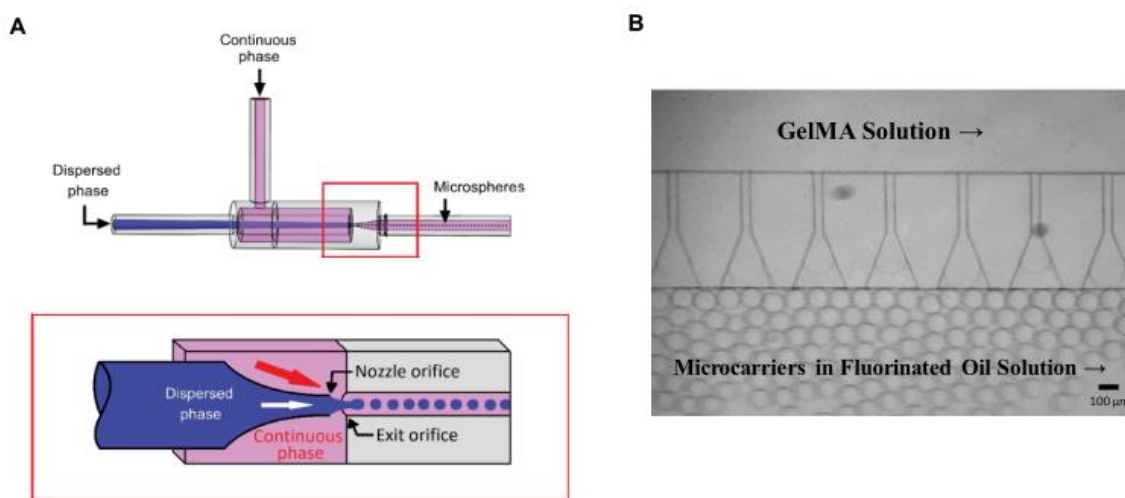 A
Continuous
phase
Dispersed
phase
Microspheres
Nozzle orifice
Dispersed
phase
Continuous
phase
Exit orifice
B
GelMA Solution →
Microcarriers in Fluorinated Oil Solution →
100 µm